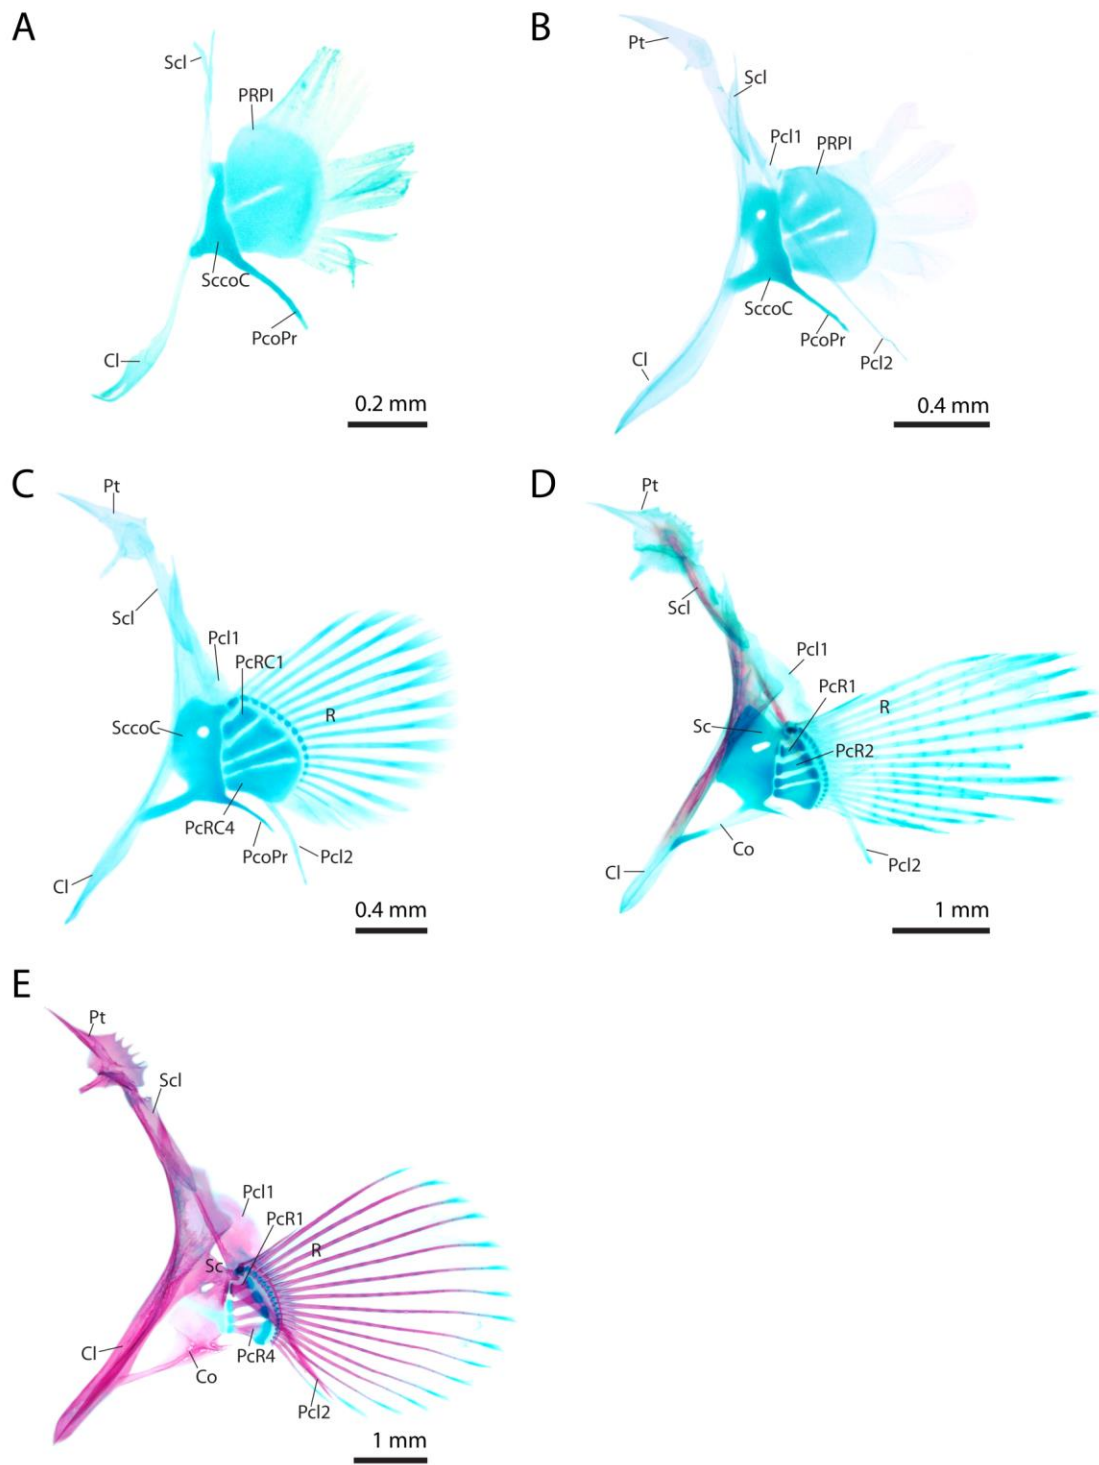 A
Scl
PRPl
SccoC
PcoPr
Cl
0.2 mm
B
Pt
Scl
Pcl1
PRPl
SccoC
PcoPr
Pcl2
Cl
0.4 mm
C
Pt
Scl
Pcl1
PcRC1
R
SccoC
PcRC4
PcoPr
Pcl2
Cl
0.4 mm
D
Pt
Scl
Pcl1
PcR1
R
Sc
PcR2
Co
Pcl2
Cl
1 mm
E
Pt
Scl
Pcl1
PcR1
R
Sc
Cl
PcR4
Co
Pcl2
1 mm